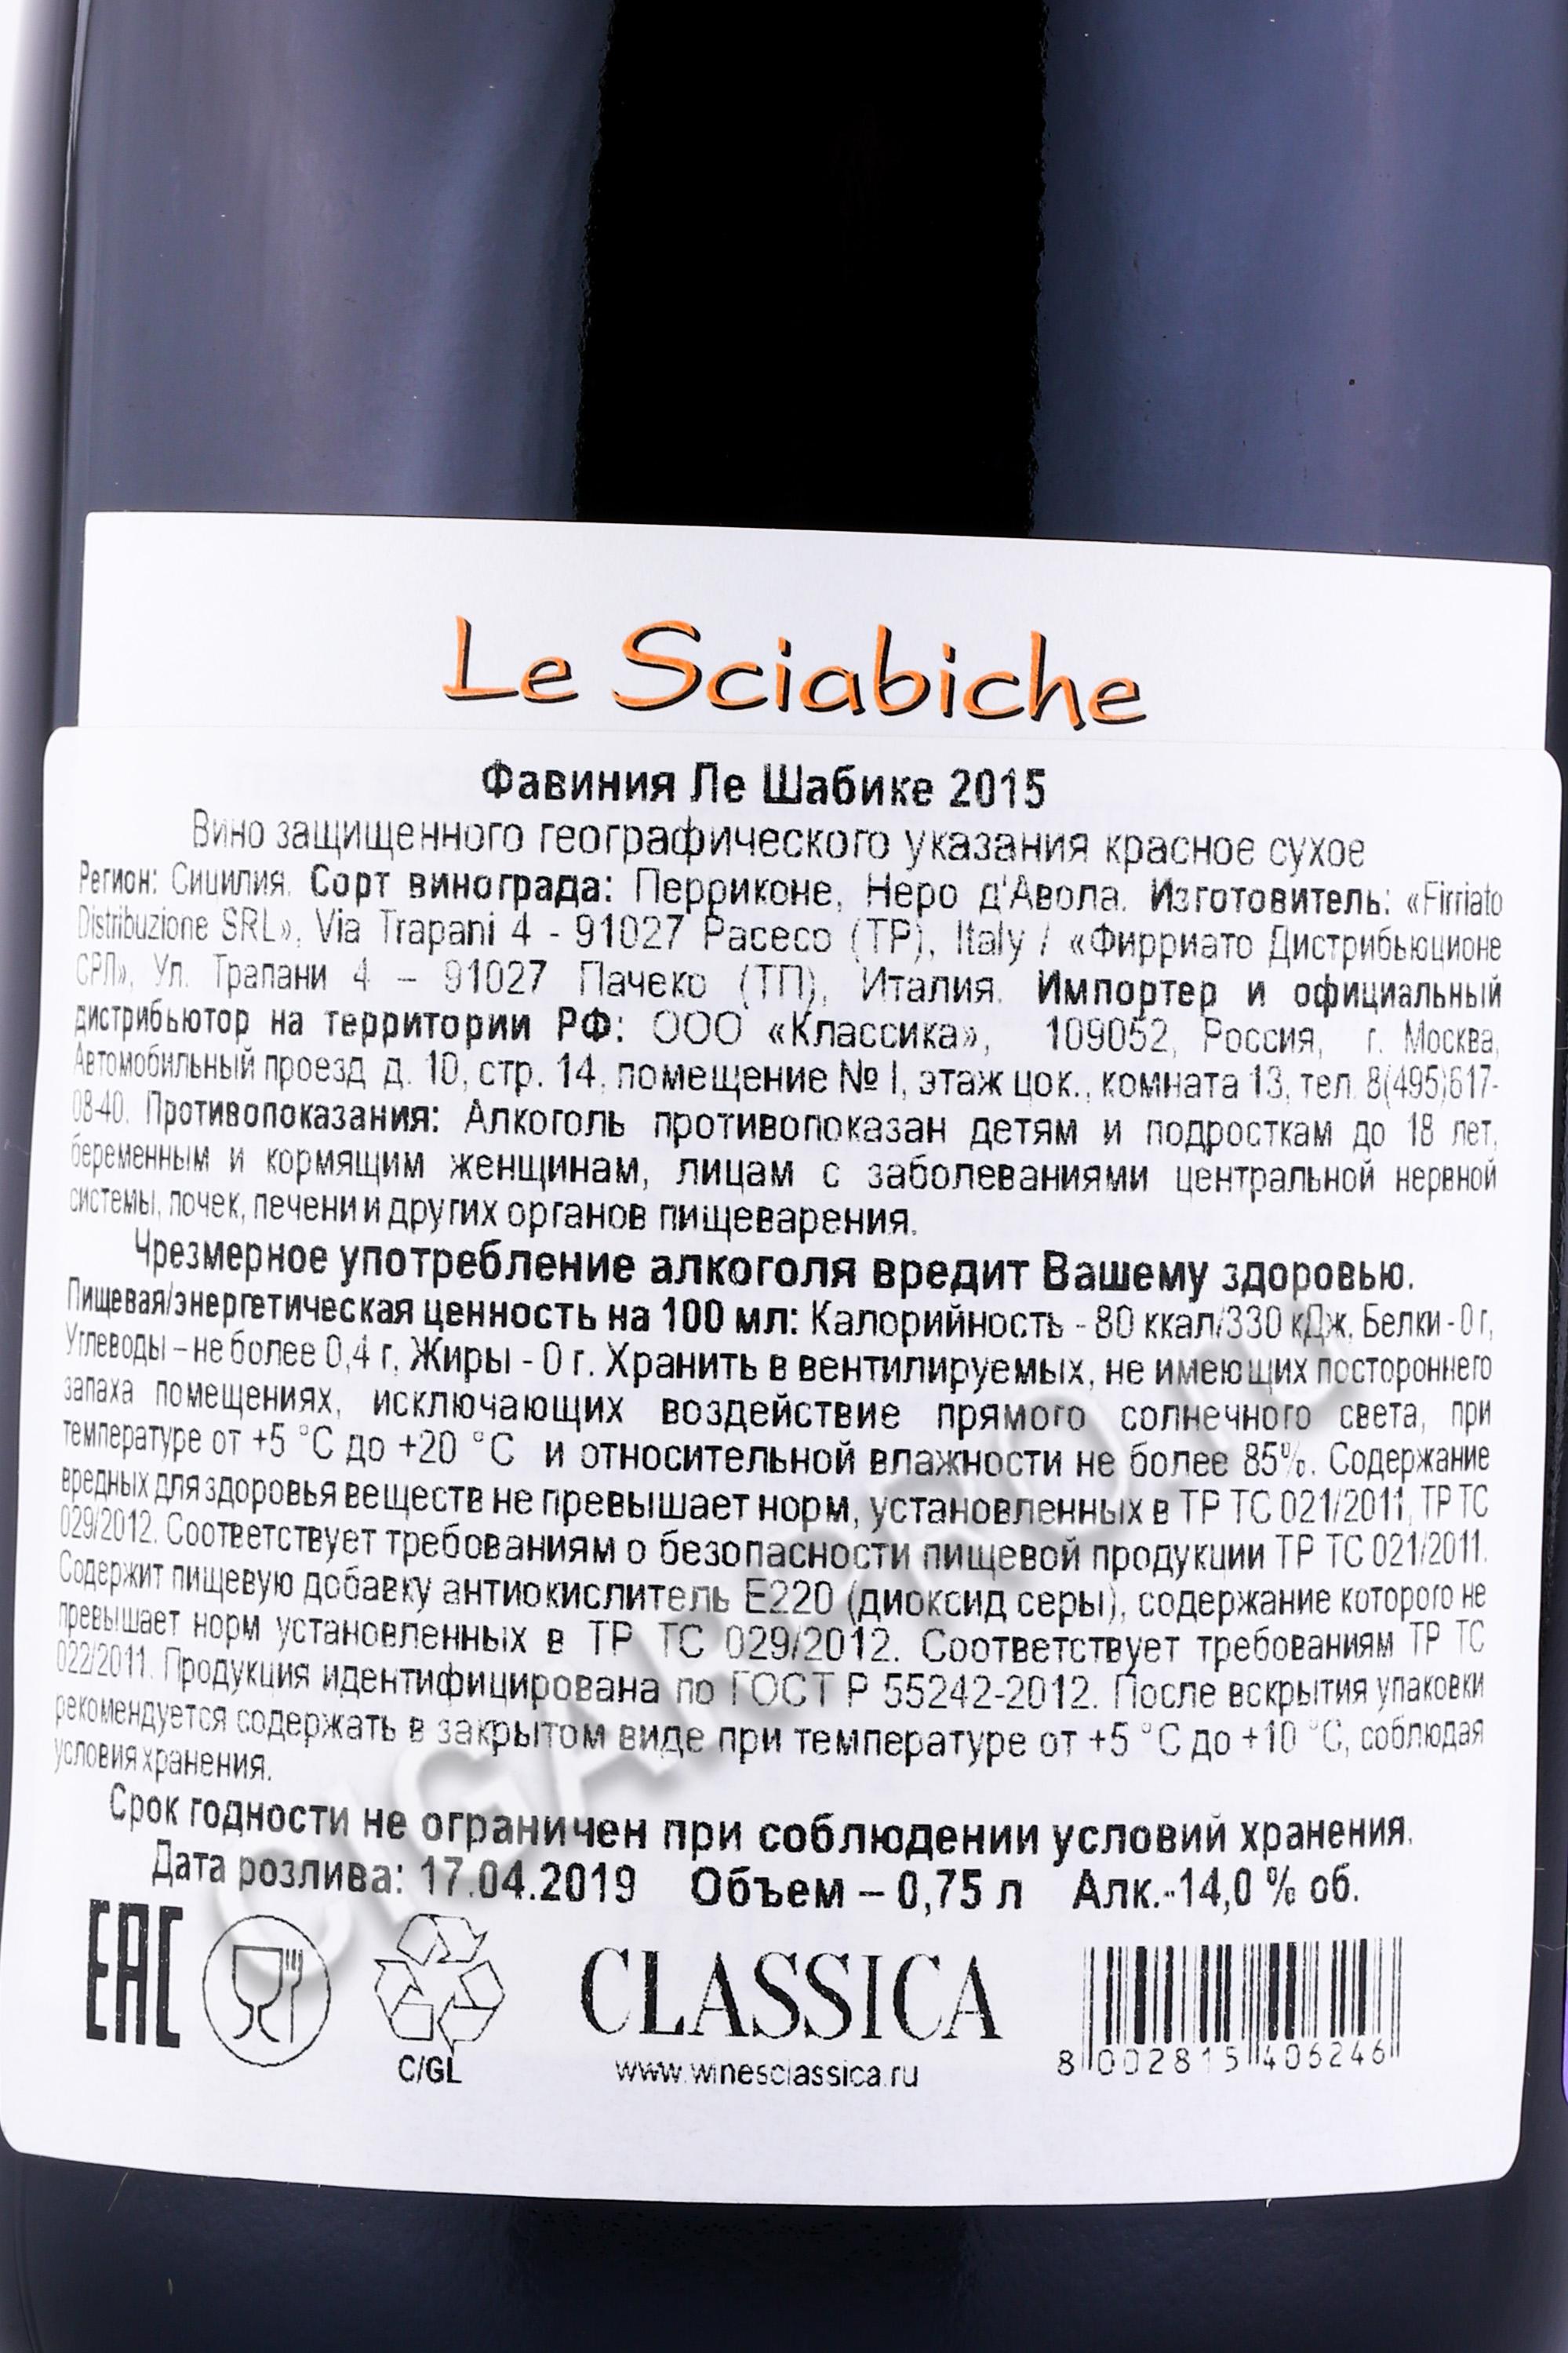 Le Sciabiche
Фавиния Ле Шабике 2015
Вино защищенного географического указания красное сухое
Регион: Сицилия. Сорт винограда: Перриконе, Неро д'Авола. Изготовитель: «Firriato
Distribuzione SRL», Via Trapani 4 - 91027 Paceco (TP), Italy / «Фирриато Дистрибьюционе
СРЛ», Ул. Трапани 4 – 91027 Пачеко (ТП), Италия. Импортер и официальный
дистрибьютор на территории РФ: ООО «Классика», 109052, Россия, г. Москва,
Автомобильный проезд д. 10, стр. 14, помещение № I, этаж цок., комната 13, тел. 8(495)617-
08-40. Противопоказания: Алкоголь противопоказан детям и подросткам до 18 лет,
беременным и кормящим женщинам, лицам с заболеваниями центральной нервной
системы, почек, печени и других органов пищеварения.
Чрезмерное употребление алкоголя вредит Вашему здоровью.
Пищевая/энергетическая ценность на 100 мл: Калорийность - 80 ккал/330 кДж, Белки - 0 г,
Углеводы – не более 0,4 г, Жиры - 0 г. Хранить в вентилируемых, не имеющих постороннего
запаха помещениях, исключающих воздействие прямого солнечного света, при
температуре от +5 °C до +20 °C и относительной влажности не более 85%. Содержание
вредных для здоровья веществ не превышает норм, установленных в ТР ТС 021/2011, ТР ТС
029/2012. Соответствует требованиям о безопасности пищевой продукции ТР ТС 021/2011.
Содержит пищевую добавку антиокислитель Е220 (диоксид серы), содержание которого не
превышает норм установленных в ТР ТС 029/2012. Соответствует требованиям ТР ТС
022/2011. Продукция идентифицирована по ГОСТ Р 55242-2012. После вскрытия упаковки
рекомендуется содержать в закрытом виде при температуре от +5 °C до +10 °C, соблюдая
условия хранения.
Срок годности не ограничен при соблюдении условий хранения.
Дата розлива: 17.04.2019 Объем – 0,75 л Алк.-14,0 % об.
EAC
C/GL
CLASSICA
www.winesclassica.ru
8 002815 406246
CIGARPRO.ru